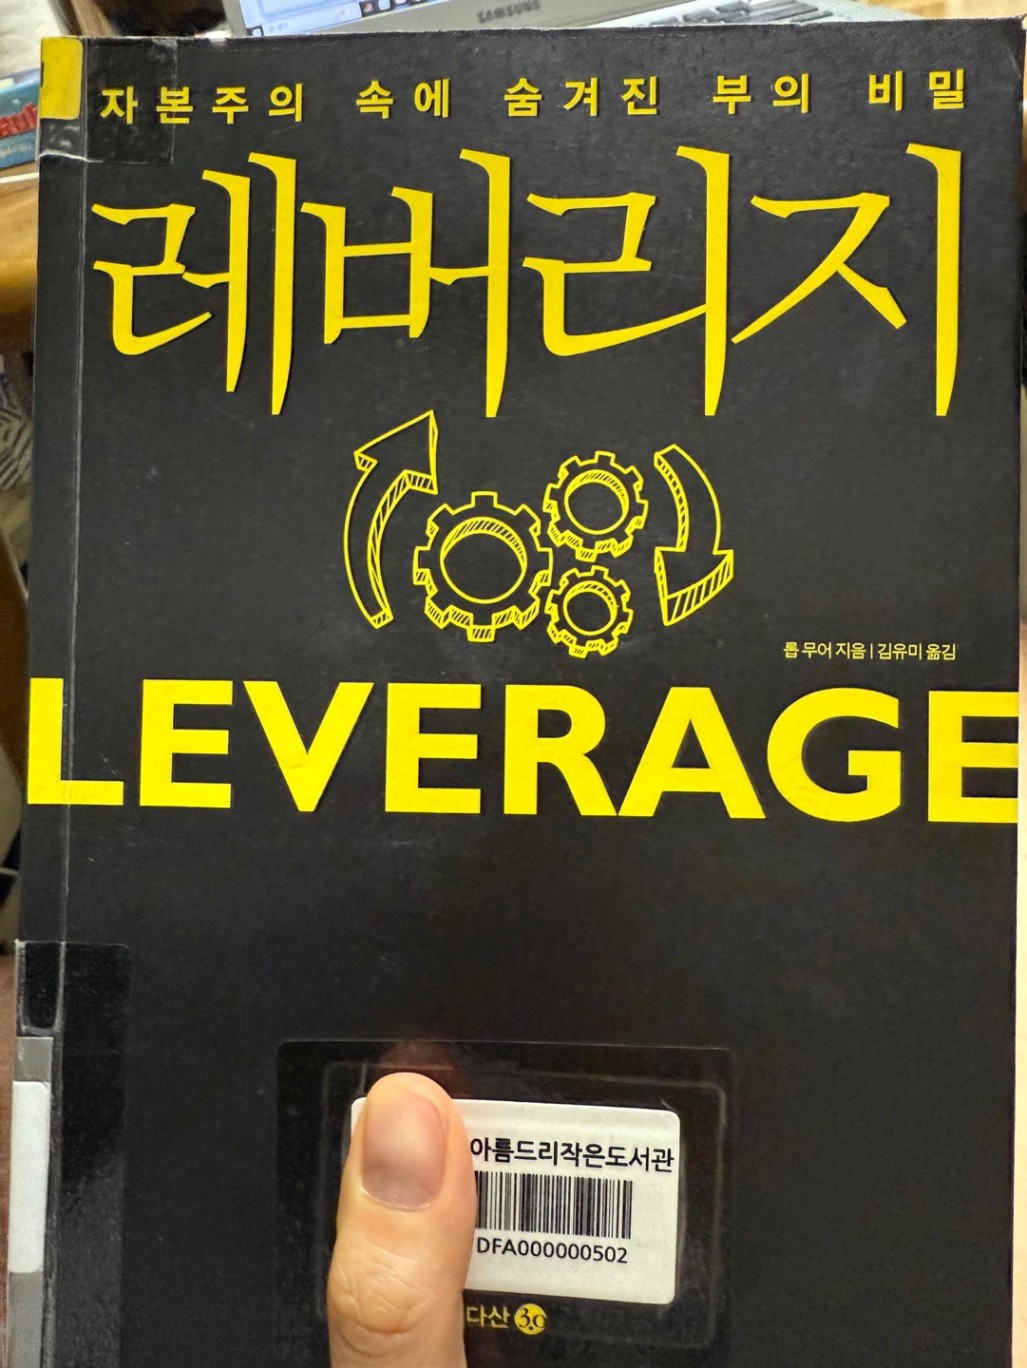 SAMSUNG
자본주의 속에 숨겨진 부의 비밀
레버리지
롭 무어 지음 | 김유미 옮김
LEVERAGE
아름드리작은도서관
DFA000000502
다산 3.0